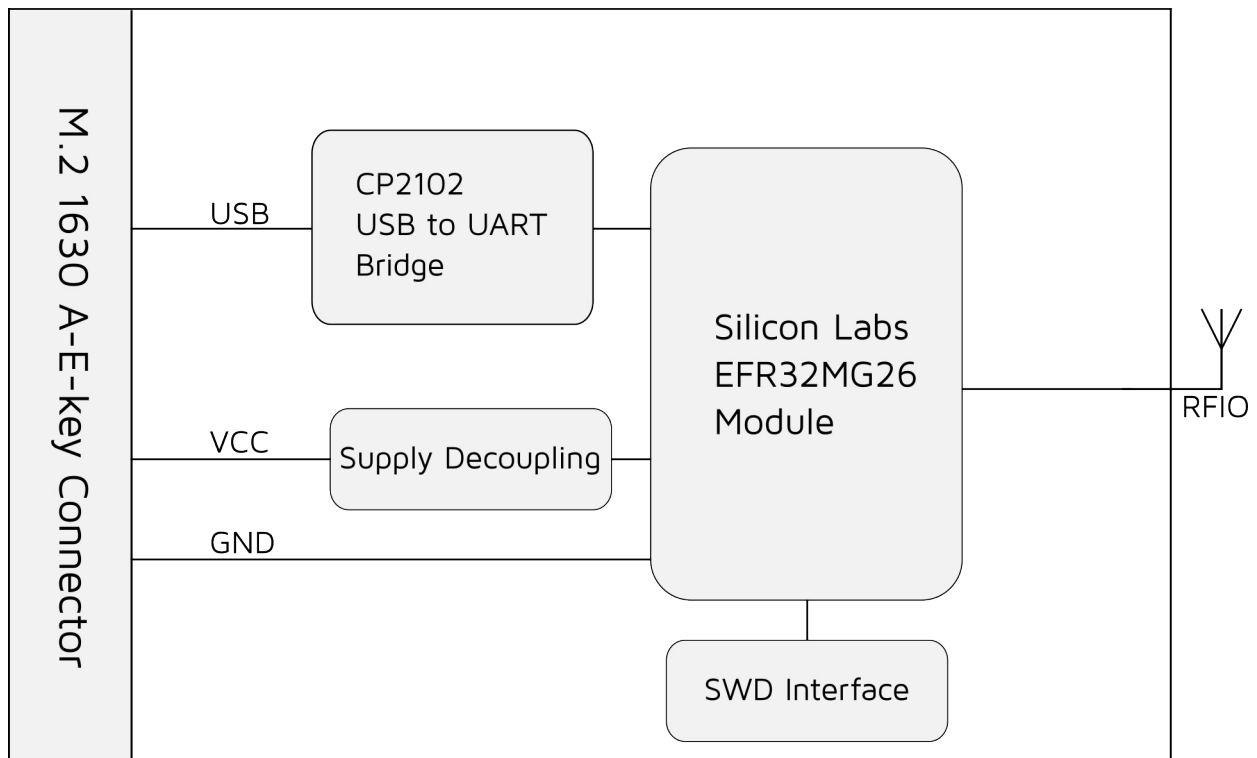 M.2 1630 A-E-key Connector
USB
CP2102
USB to UART
Bridge
VCC
Supply Decoupling
GND
Silicon Labs
EFR32MG26
Module
RFIO
SWD Interface